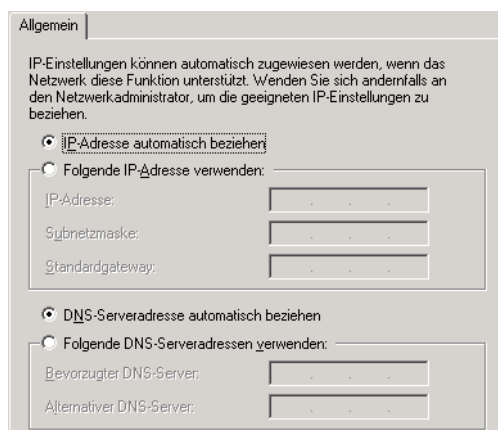 Allgemein
IP-Einstellungen können automatisch zugewiesen werden, wenn das
Netzwerk diese Funktion unterstützt. Wenden Sie sich andernfalls an
den Netzwerkadministrator, um die geeigneten IP-Einstellungen zu
beziehen.
IP-Adresse automatisch beziehen
Folgende IP-Adresse verwenden:
IP-Adresse:
Subnetzmaske:
Standardgateway:
DNS-Serveradresse automatisch beziehen
Folgende DNS-Serveradressen verwenden:
Bevorzugter DNS-Server:
Alternativer DNS-Server: